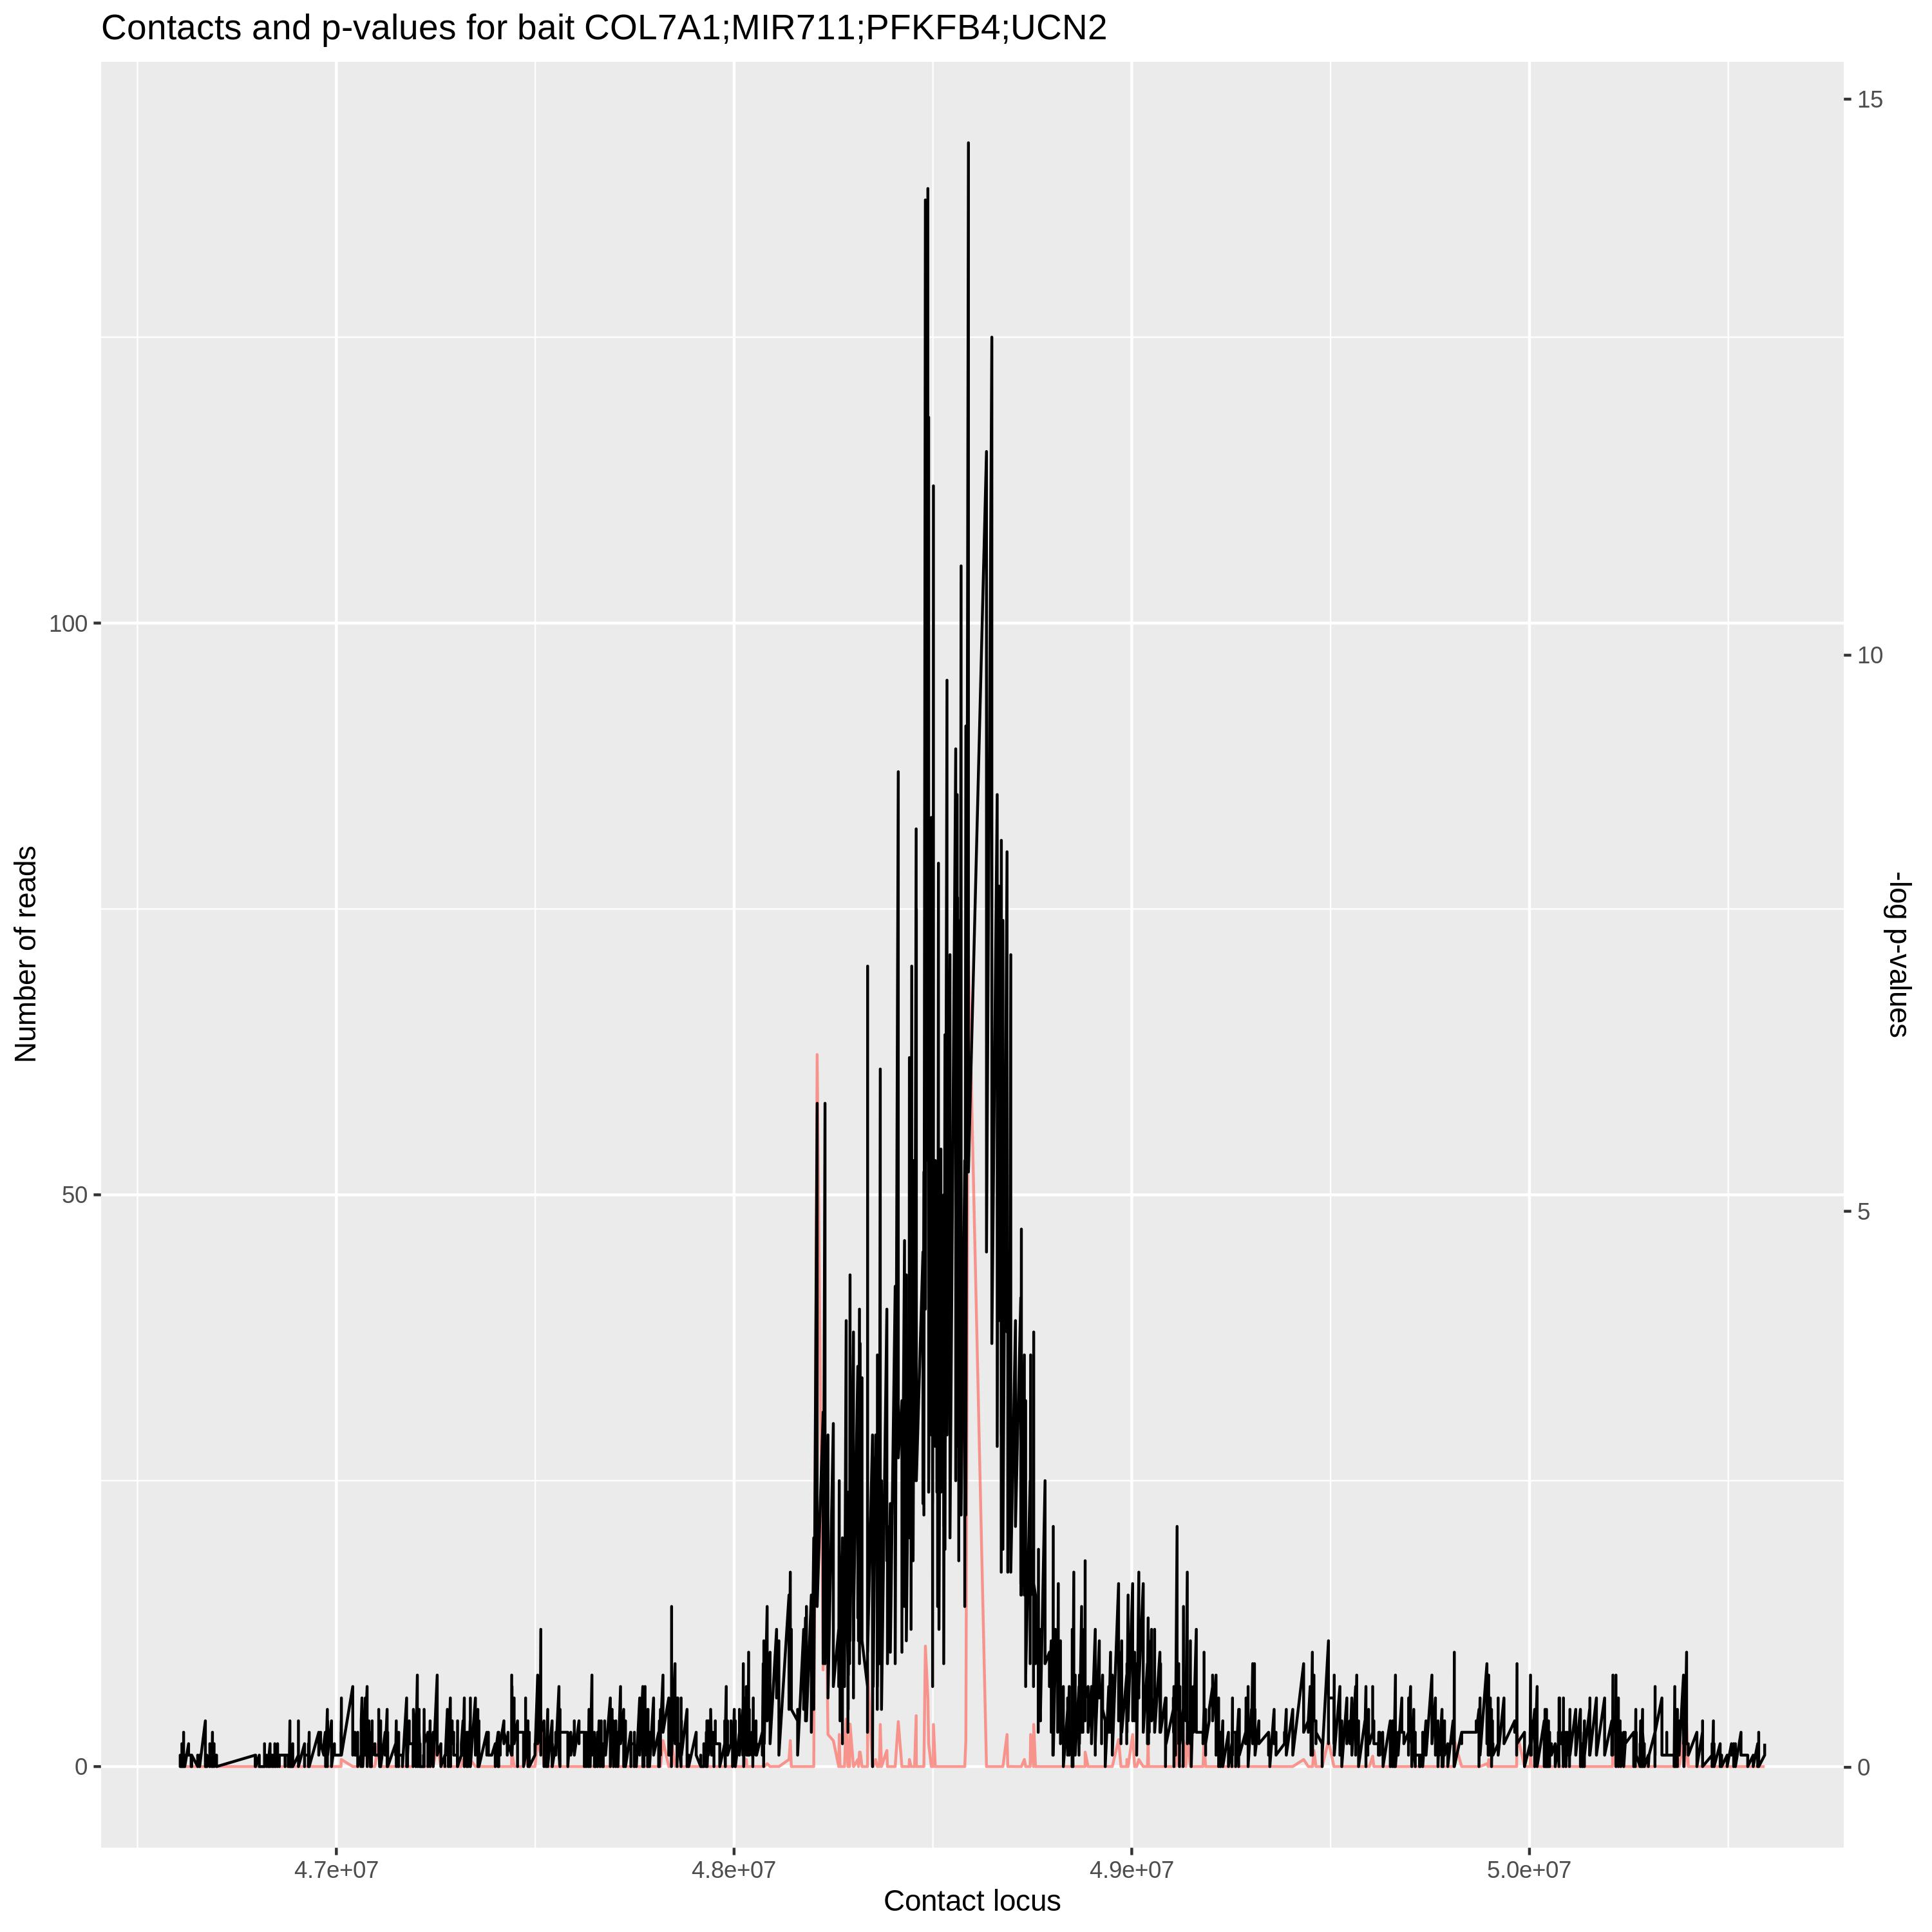 Contacts and p-values for bait COL7A1;MIR711;PFKFB4;UCN2
15
100
10
Number of reads
-log p-values
50
5
0
0
4.7e+07
4.8e+07
4.9e+07
5.0e+07
Contact locus